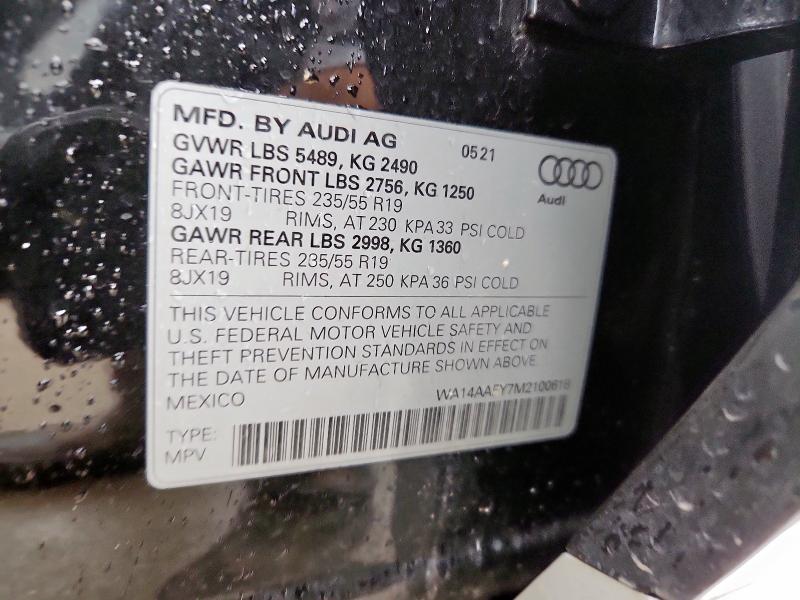 MFD. BY AUDI AG 0521
GVWR LBS 5489, KG 2490
GAWR FRONT LBS 2756, KG 1250
FRONT-TIRES 235/55 R19
8JX19 RIMS, AT 230 KPA 33 PSI COLD
GAWR REAR LBS 2998, KG 1360
REAR-TIRES 235/55 R19
8JX19 RIMS, AT 250 KPA 36 PSI COLD
Audi
THIS VEHICLE CONFORMS TO ALL APPLICABLE
U.S. FEDERAL MOTOR VEHICLE SAFETY AND
THEFT PREVENTION STANDARDS IN EFFECT ON
THE DATE OF MANUFACTURE SHOWN ABOVE.
MEXICO WA14AAFY7M2100618
TYPE:
MPV